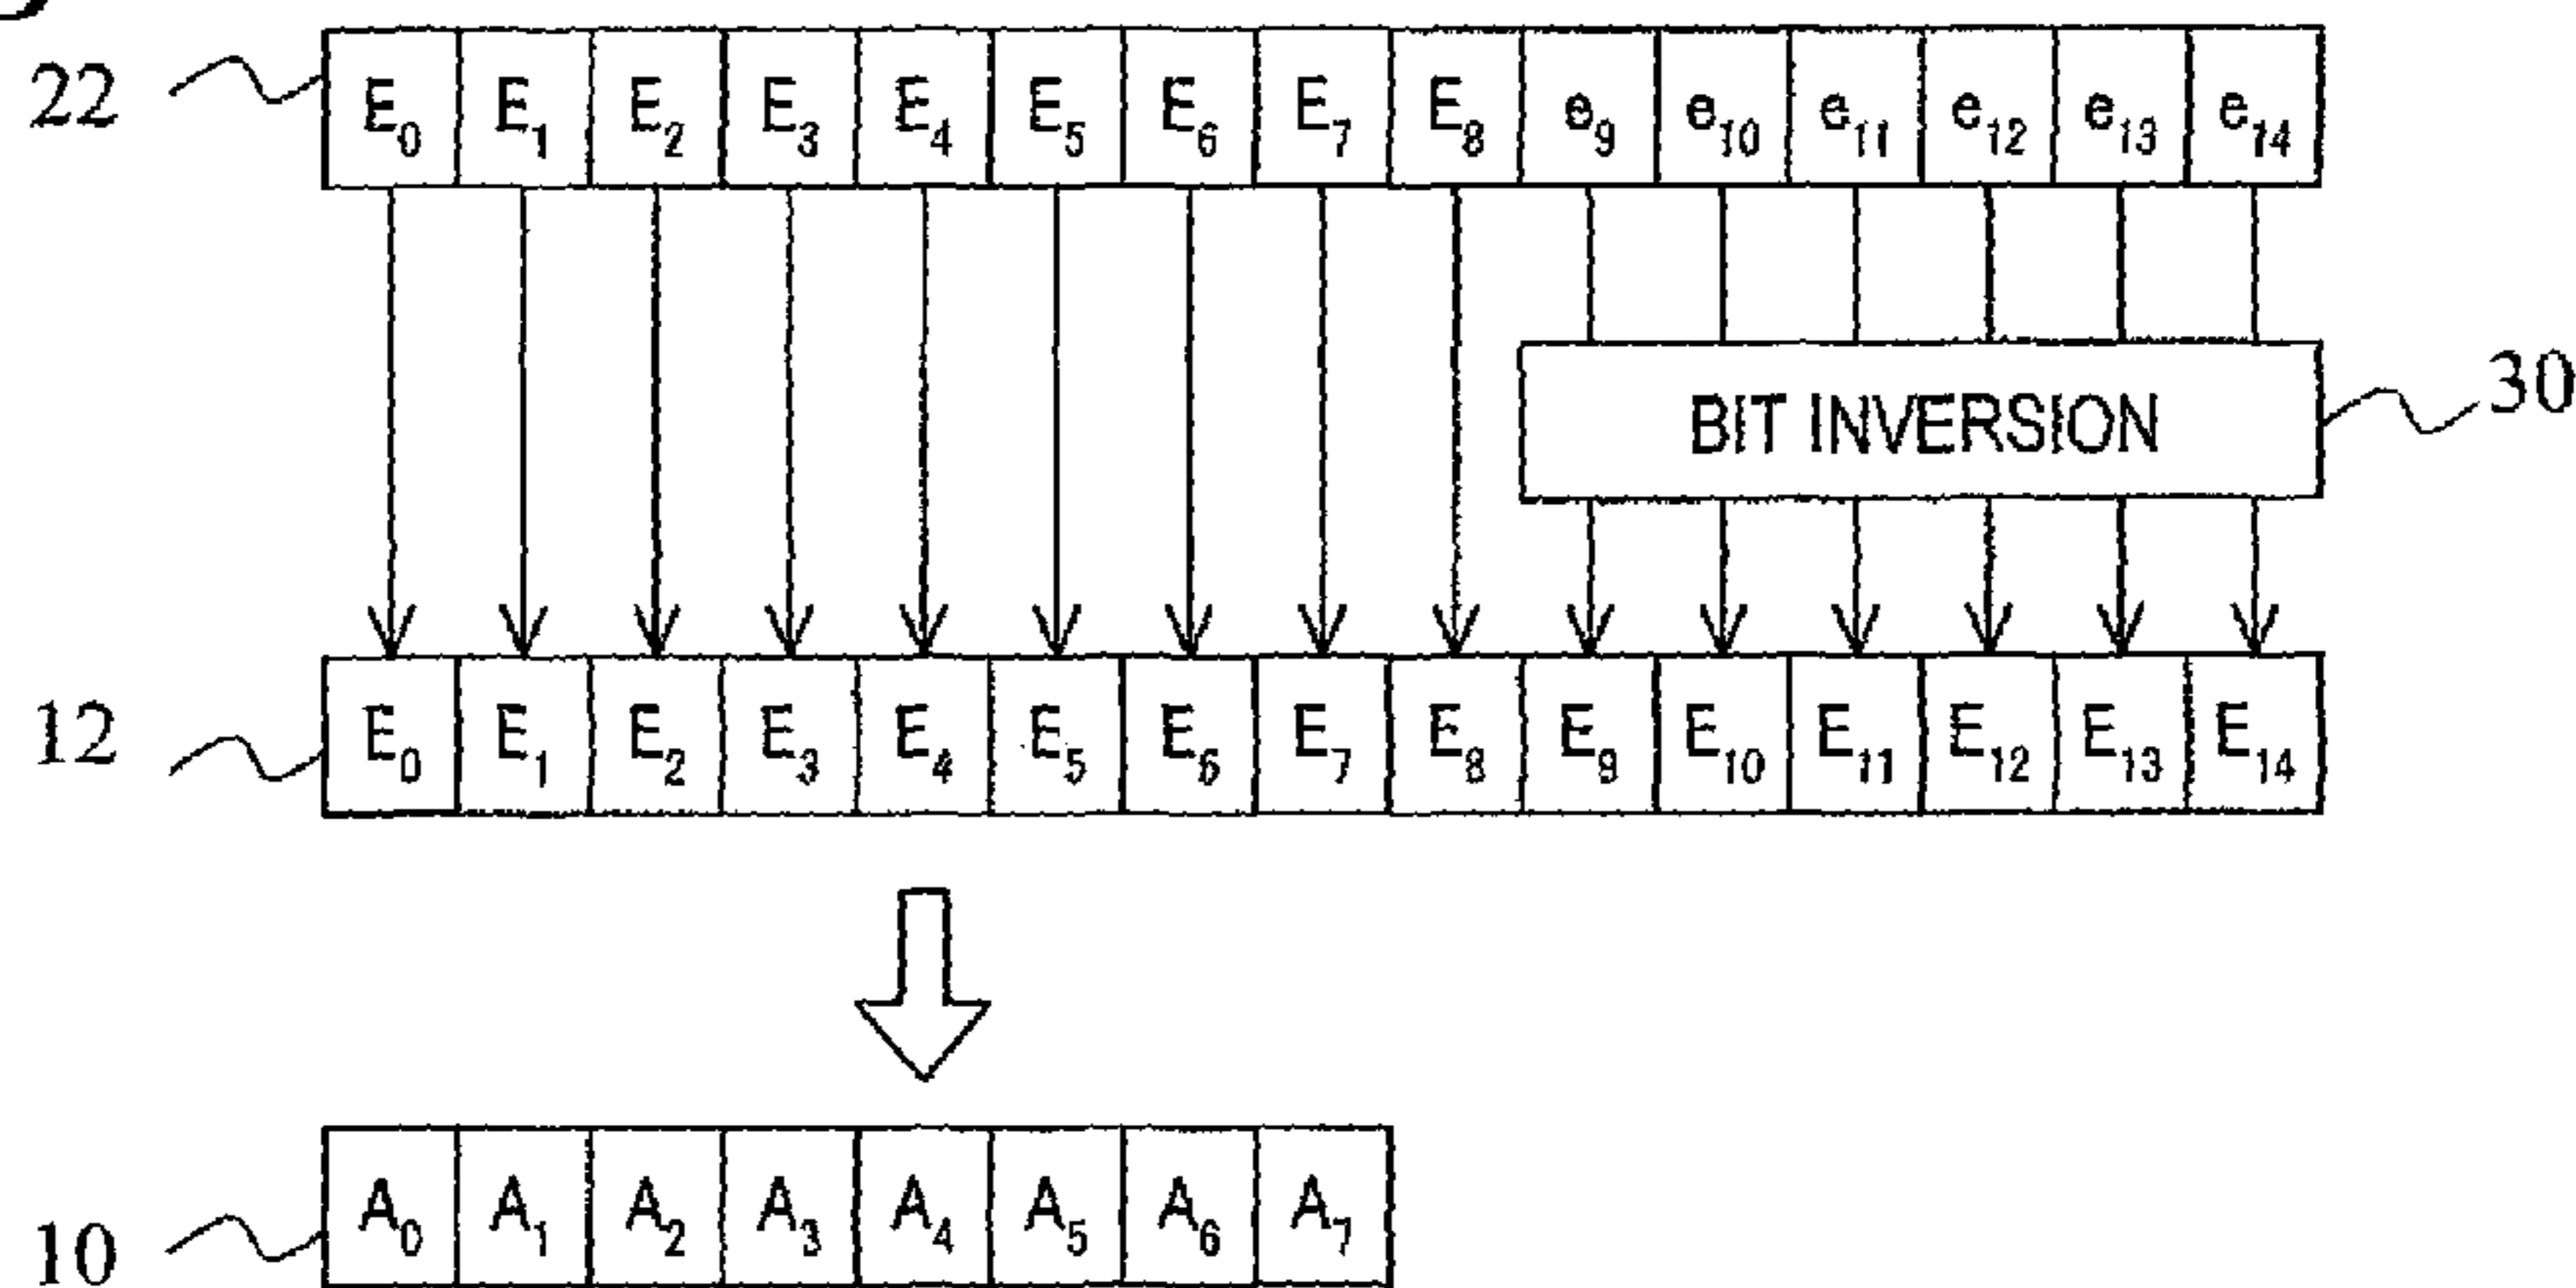 22 E₀ E₁ E₂ E₃ E₄ E₅ E₆ E₇ E₈ e₉ e₁₀ e₁₁ e₁₂ e₁₃ e₁₄
BIT INVERSION 30
12 E₀ E₁ E₂ E₃ E₄ E₅ E₆ E₇ E₈ E₉ E₁₀ E₁₁ E₁₂ E₁₃ E₁₄
10 A₀ A₁ A₂ A₃ A₄ A₅ A₆ A₇